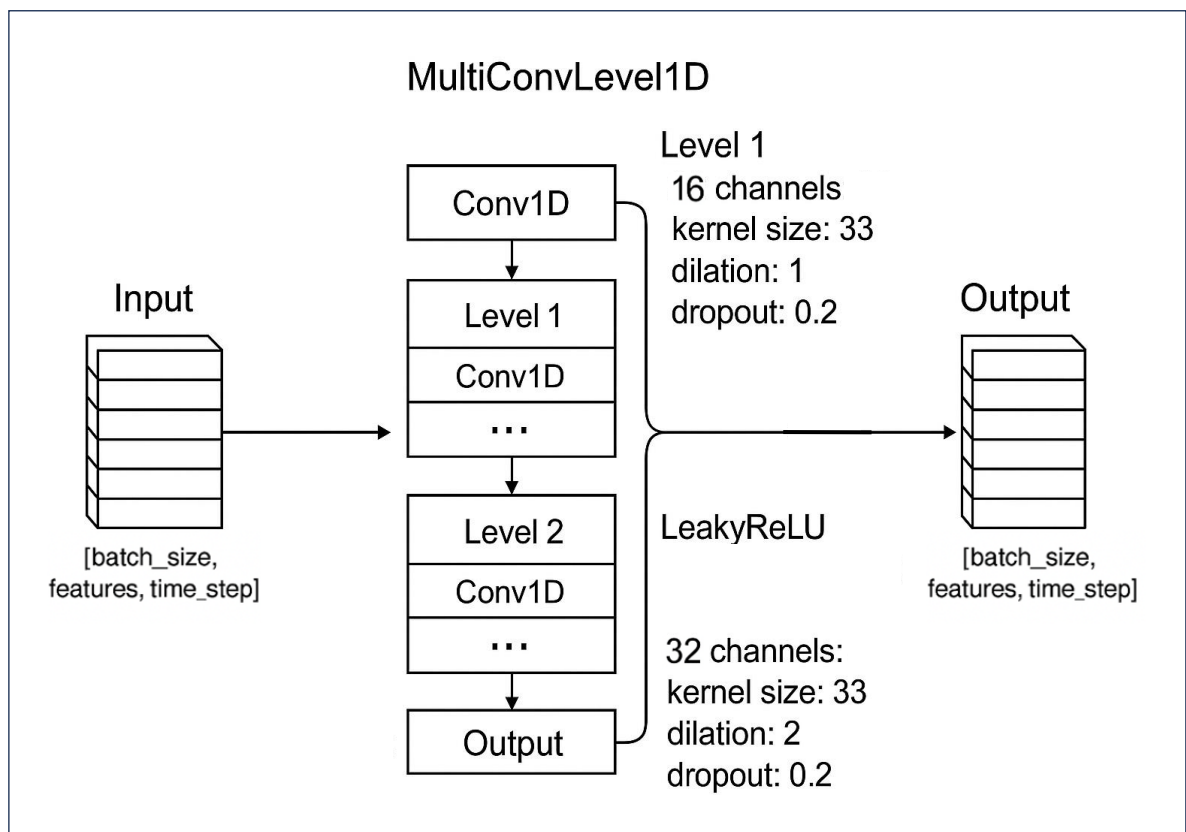 MultiConvLevel1D
Input
[batch_size,
features, time_step]
Conv1D
Level 1
Conv1D
...
Level 2
Conv1D
...
Output
Level 1
16 channels
kernel size: 33
dilation: 1
dropout: 0.2
LeakyReLU
32 channels:
kernel size: 33
dilation: 2
dropout: 0.2
Output
[batch_size,
features, time_step]